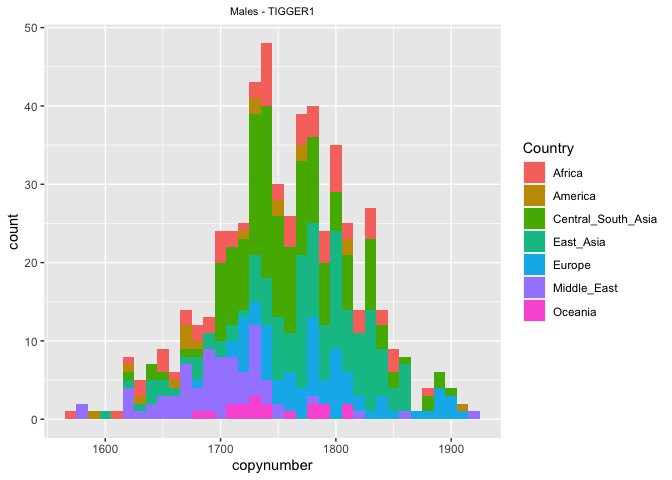 Males - TIGGER1
50
40
30
20
10
0
count
1600
1700
1800
1900
copynumber
Country
Africa
America
Central_South_Asia
East_Asia
Europe
Middle_East
Oceania